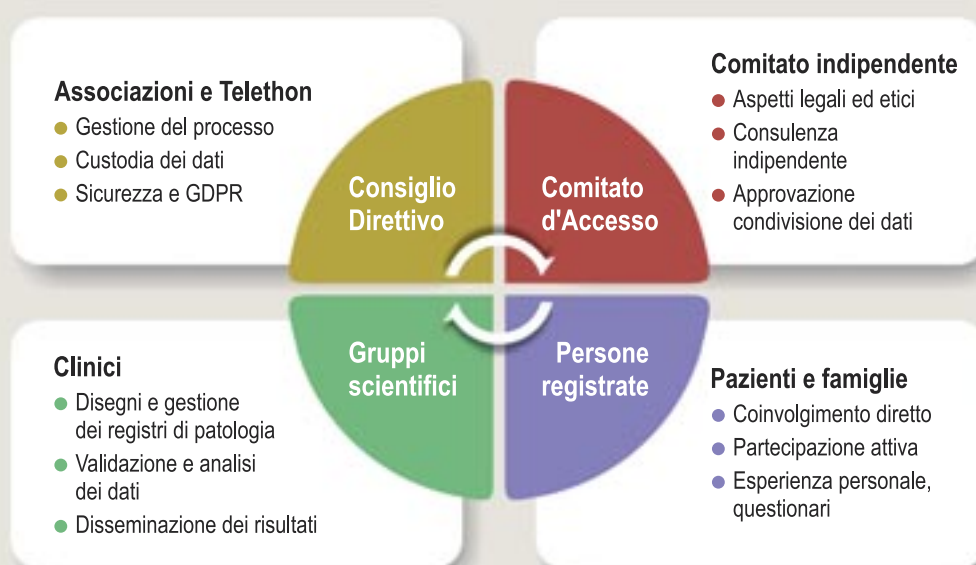 Associazioni e Telethon
Gestione del processo
Custodia dei dati
Sicurezza e GDPR
Consiglio
Direttivo
Comitato
d'Accesso
Comitato indipendente
Aspetti legali ed etici
Consulenza
indipendente
Approvazione
condivisione dei dati
Clinici
Disegni e gestione
dei registri di patologia
Validazione e analisi
dei dati
Disseminazione dei risultati
Gruppi
scientifici
Persone
registrate
Pazienti e famiglie
Coinvolgimento diretto
Partecipazione attiva
Esperienza personale,
questionari